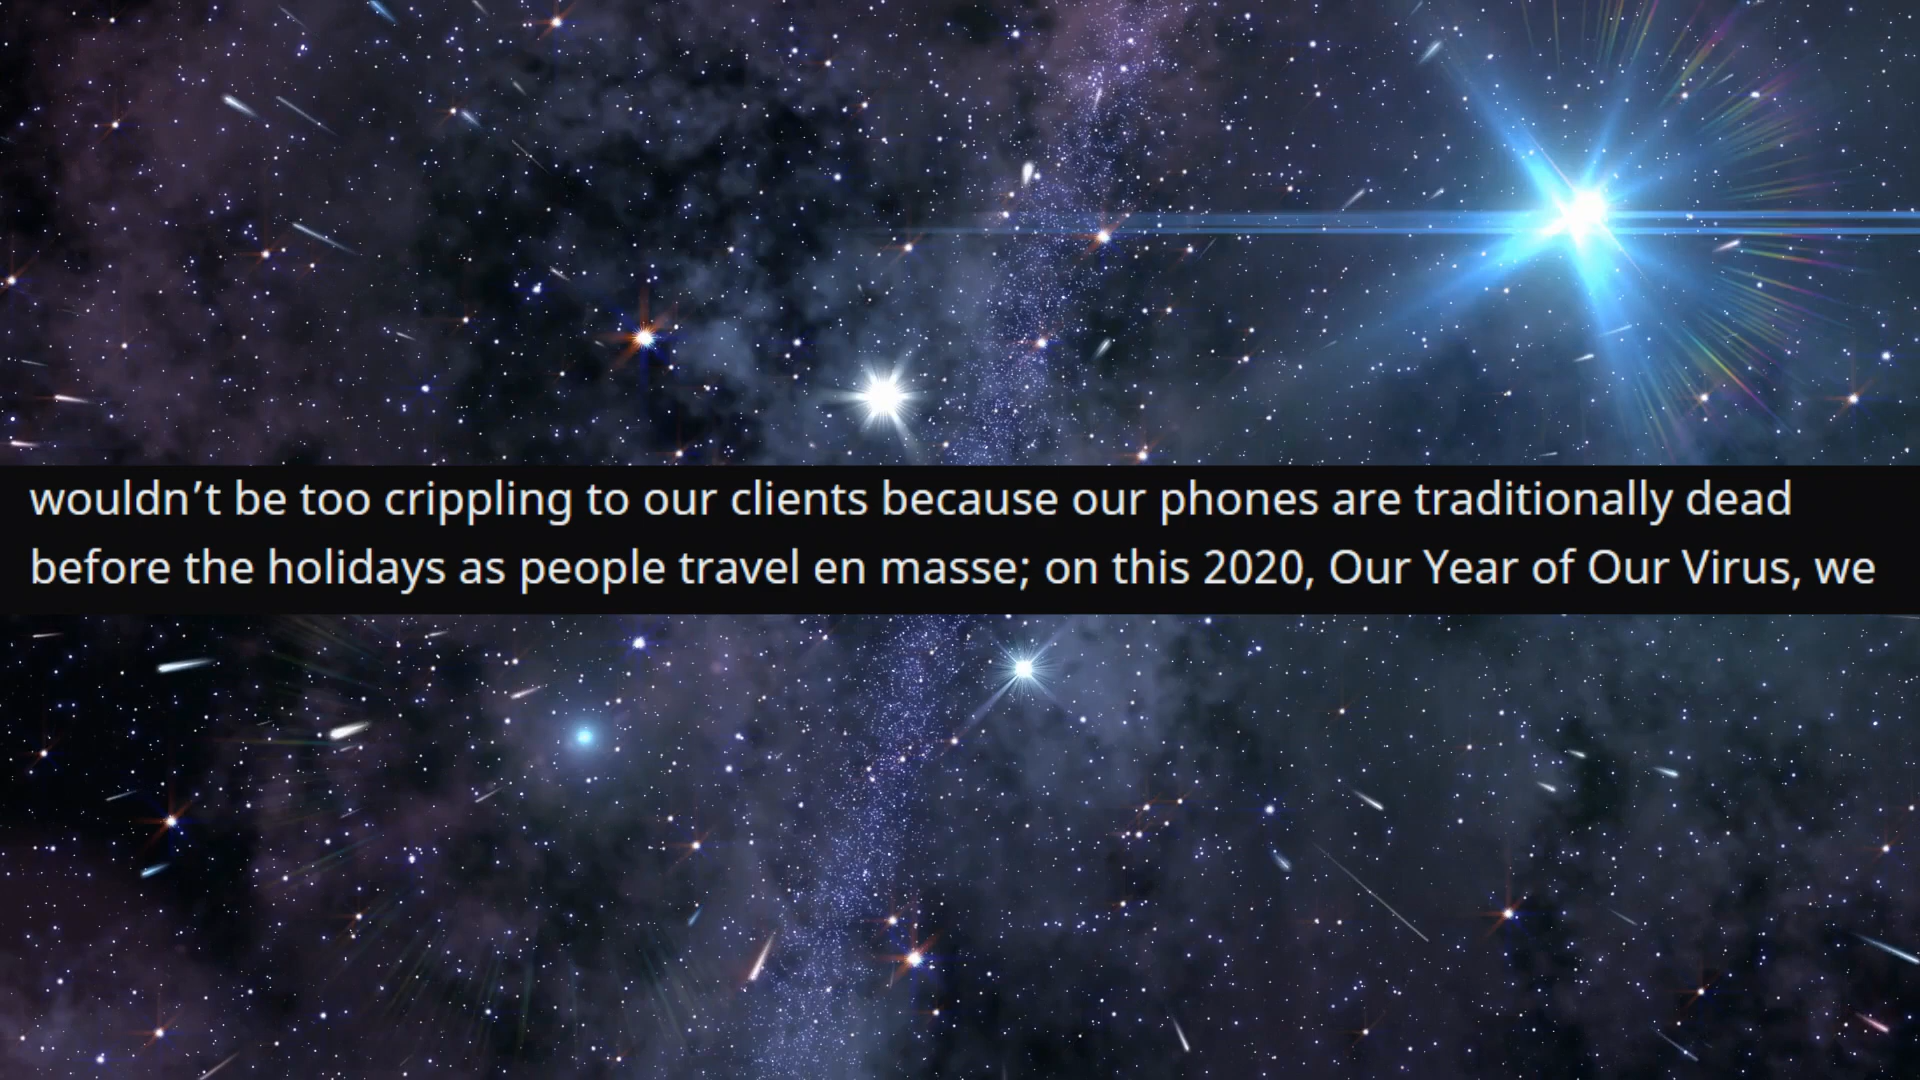 wouldn’t be too crippling to our clients because our phones are traditionally dead
before the holidays as people travel en masse; on this 2020, Our Year of Our Virus, we